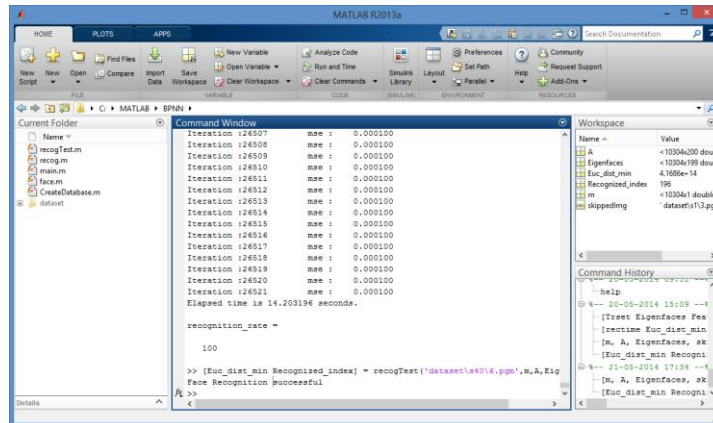 MATLAB R2013a
HOME PLOTS APPS
Search Documentation
New Script
New
Open
Find Files
Compare
Import Data
Save Workspace
New Variable
Open Variable
Clear Workspace
Analyze Code
Run and Time
Clear Commands
Simulink Library
Layout
Preferences
Set Path
Parallel
Help
Community
Request Support
Add-Ons
FILE VARIABLE CODE SIMULINK ENVIRONMENT RESOURCES
C: MATLAB BPNN
Current Folder
Name
recogTest.m
recog.m
main.m
face.m
CreateDatabase.m
dataset
Details
Command Window
Iteration :26507 mse : 0.000100
Iteration :26508 mse : 0.000100
Iteration :26509 mse : 0.000100
Iteration :26510 mse : 0.000100
Iteration :26511 mse : 0.000100
Iteration :26512 mse : 0.000100
Iteration :26513 mse : 0.000100
Iteration :26514 mse : 0.000100
Iteration :26515 mse : 0.000100
Iteration :26516 mse : 0.000100
Iteration :26517 mse : 0.000100
Iteration :26518 mse : 0.000100
Iteration :26519 mse : 0.000100
Iteration :26520 mse : 0.000100
Iteration :26521 mse : 0.000100
Elapsed time is 14.203196 seconds.
recognition_rate =
100
>> [Euc_dist_min Recognized_index] = recogTest('dataset\s40\6.pgm',m,A,Eig
Face Recognition successful
fx >>
Workspace
Name Value
A <10304x200 dou
Eigenfaces <10304x199 dou
Euc_dist_min 4.1686e+14
Recognized_index 196
m <10304x1 doubl
skippedImg 'dataset\s1\3.pg
Command History
help
%-- 20-05-2014 15:09 --%
[Trset Eigenfaces Fea
[rectime Euc_dist_min
[m, A, Eigenfaces, sk
[Euc_dist_min Recogni
%-- 21-05-2014 17:34 --%
[m, A, Eigenfaces, sk
[Euc_dist_min Recogni